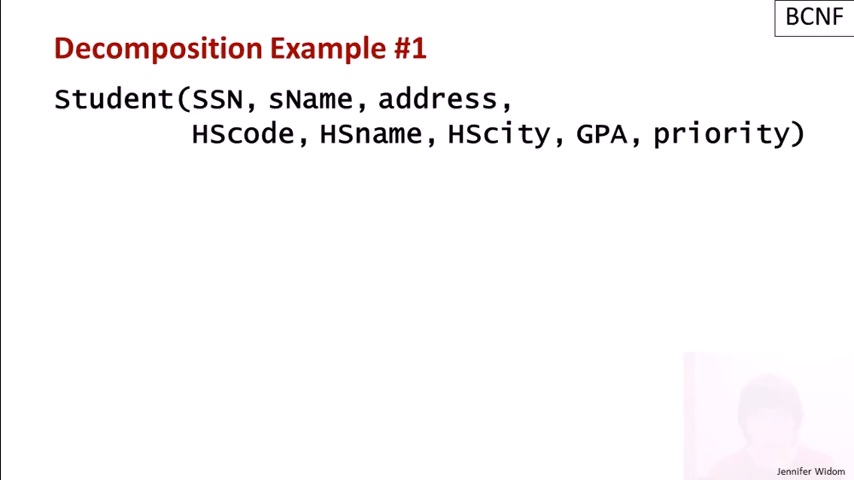 BCNF
Decomposition Example #1
Student(SSN, sName, address,
HScode, HSname, HScity, GPA, priority)
Jennifer Widom